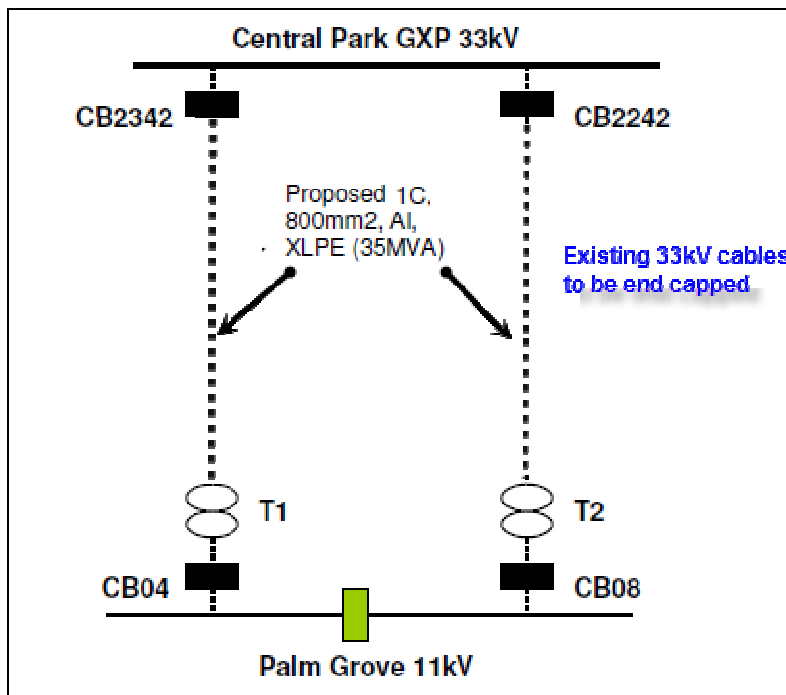 Central Park GXP 33kV
CB2342
CB2242
Proposed 1C,
800mm2, Al,
XLPE (35MVA)
Existing 33kV cables
to be end capped
T1
T2
CB04
CB08
Palm Grove 11kV